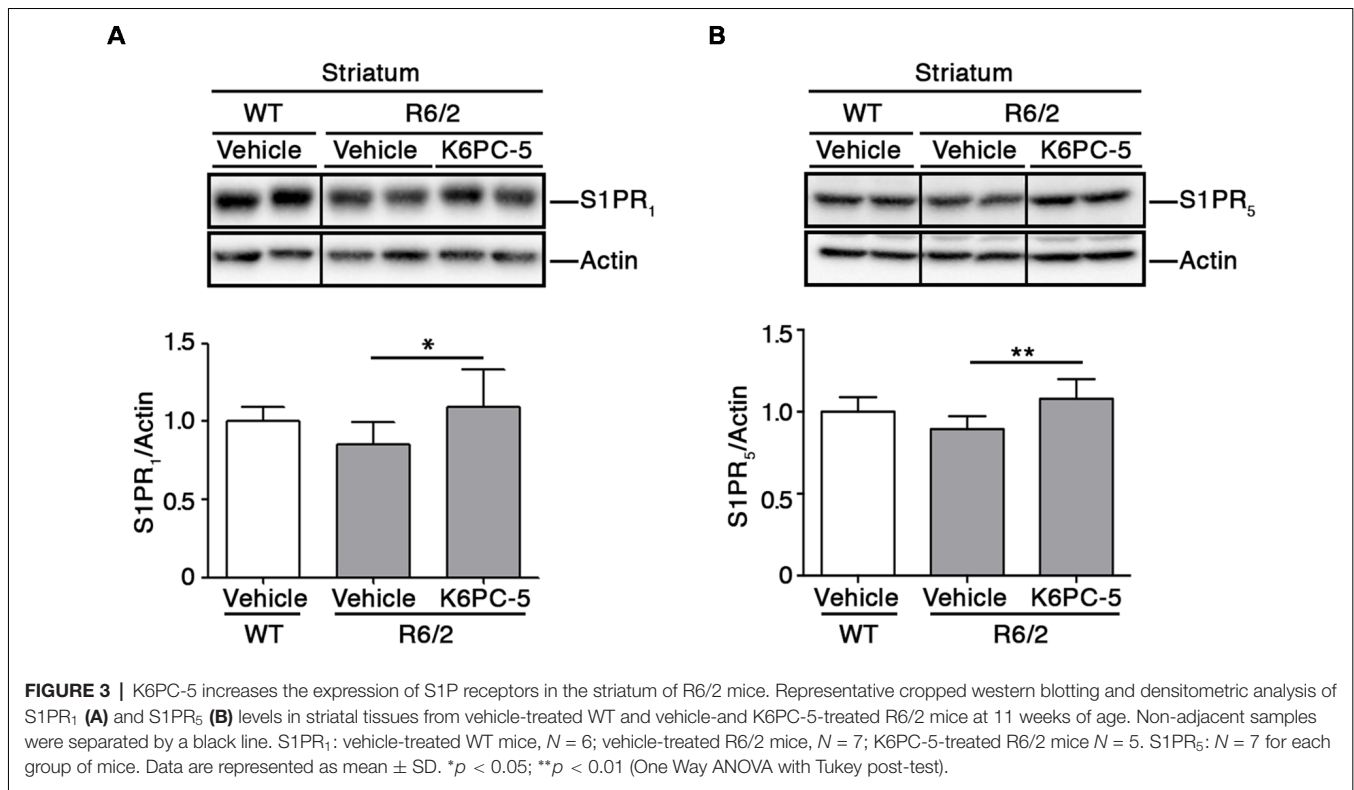 A
Striatum
WT R6/2
Vehicle Vehicle K6PC-5
S1PR1
Actin
1.5
1.0
0.5
0
S1PR1/Actin
*
Vehicle Vehicle K6PC-5
WT R6/2
B
Striatum
WT R6/2
Vehicle Vehicle K6PC-5
S1PR5
Actin
1.5
1.0
0.5
0
S1PR5/Actin
**
Vehicle Vehicle K6PC-5
WT R6/2
FIGURE 3 | K6PC-5 increases the expression of S1P receptors in the striatum of R6/2 mice. Representative cropped western blotting and densitometric analysis of
S1PR1 (A) and S1PR5 (B) levels in striatal tissues from vehicle-treated WT and vehicle-and K6PC-5-treated R6/2 mice at 11 weeks of age. Non-adjacent samples
were separated by a black line. S1PR1: vehicle-treated WT mice, N = 6; vehicle-treated R6/2 mice, N = 7; K6PC-5-treated R6/2 mice N = 5. S1PR5: N = 7 for each
group of mice. Data are represented as mean ± SD. *p < 0.05; **p < 0.01 (One Way ANOVA with Tukey post-test).